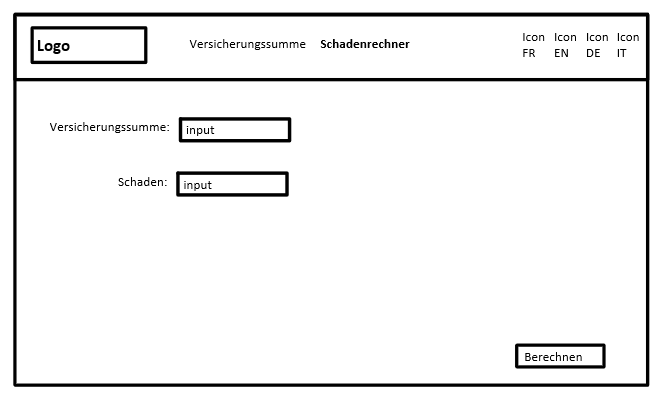 Logo
Versicherungssumme Schadenrechner
Icon Icon Icon Icon
FR EN DE IT
Versicherungssumme: input
Schaden: input
Berechnen